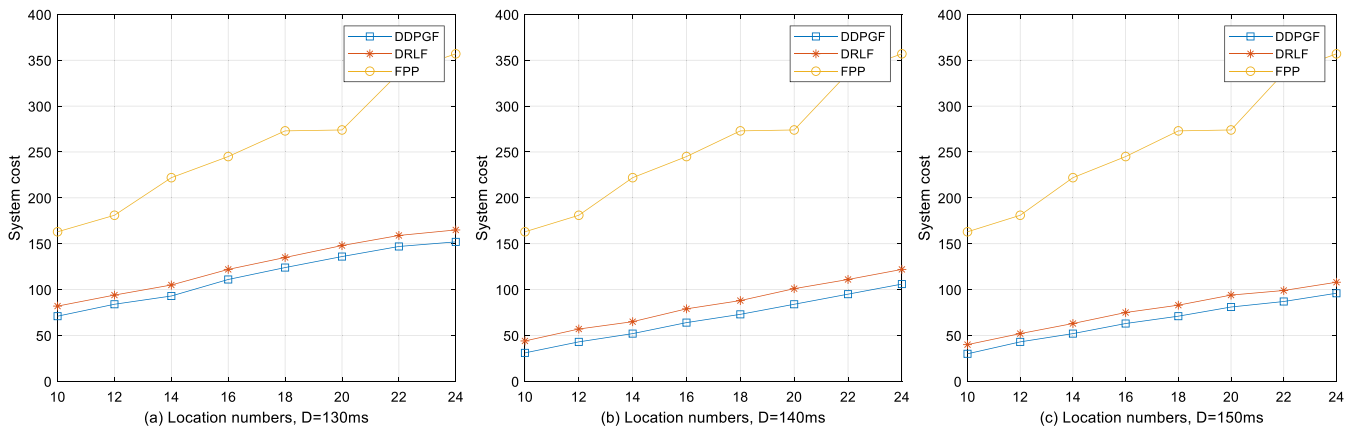 400
350
300
250
200
150
100
50
0
System cost
DDPGF
DRLF
FPP
10 12 14 16 18 20 22 24
(a) Location numbers, D=130ms
400
350
300
250
200
150
100
50
0
System cost
DDPGF
DRLF
FPP
10 12 14 16 18 20 22 24
(b) Location numbers, D=140ms
400
350
300
250
200
150
100
50
0
System cost
DDPGF
DRLF
FPP
10 12 14 16 18 20 22 24
(c) Location numbers, D=150ms